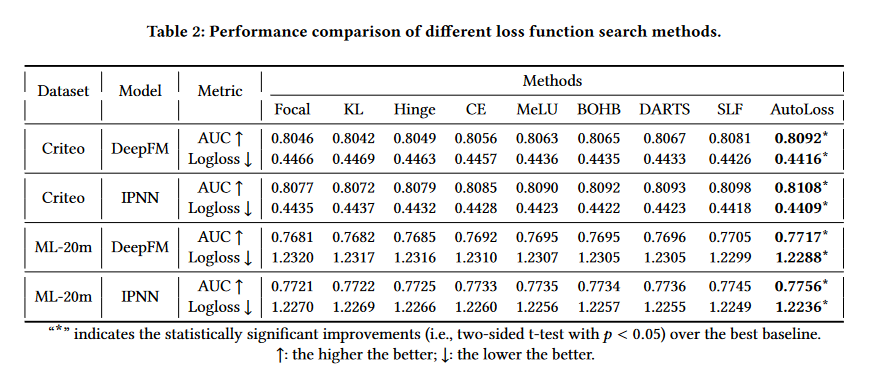 Table 2: Performance comparison of different loss function search methods.
Dataset Model Metric Methods
Focal KL Hinge CE MeLU BOHB DARTS SLF AutoLoss
Criteo DeepFM AUC ↑ 0.8046 0.8042 0.8049 0.8056 0.8063 0.8065 0.8067 0.8081 0.8092*
Logloss ↓ 0.4466 0.4469 0.4463 0.4457 0.4436 0.4435 0.4433 0.4426 0.4416*
Criteo IPNN AUC ↑ 0.8077 0.8072 0.8079 0.8085 0.8090 0.8092 0.8093 0.8098 0.8108*
Logloss ↓ 0.4435 0.4437 0.4432 0.4428 0.4423 0.4422 0.4423 0.4418 0.4409*
ML-20m DeepFM AUC ↑ 0.7681 0.7682 0.7685 0.7692 0.7695 0.7695 0.7696 0.7705 0.7717*
Logloss ↓ 1.2320 1.2317 1.2316 1.2310 1.2307 1.2305 1.2305 1.2299 1.2288*
ML-20m IPNN AUC ↑ 0.7721 0.7722 0.7725 0.7733 0.7735 0.7734 0.7736 0.7745 0.7756*
Logloss ↓ 1.2270 1.2269 1.2266 1.2260 1.2256 1.2257 1.2255 1.2249 1.2236*
“*” indicates the statistically significant improvements (i.e., two-sided t-test with p < 0.05) over the best baseline.
↑: the higher the better; ↓: the lower the better.